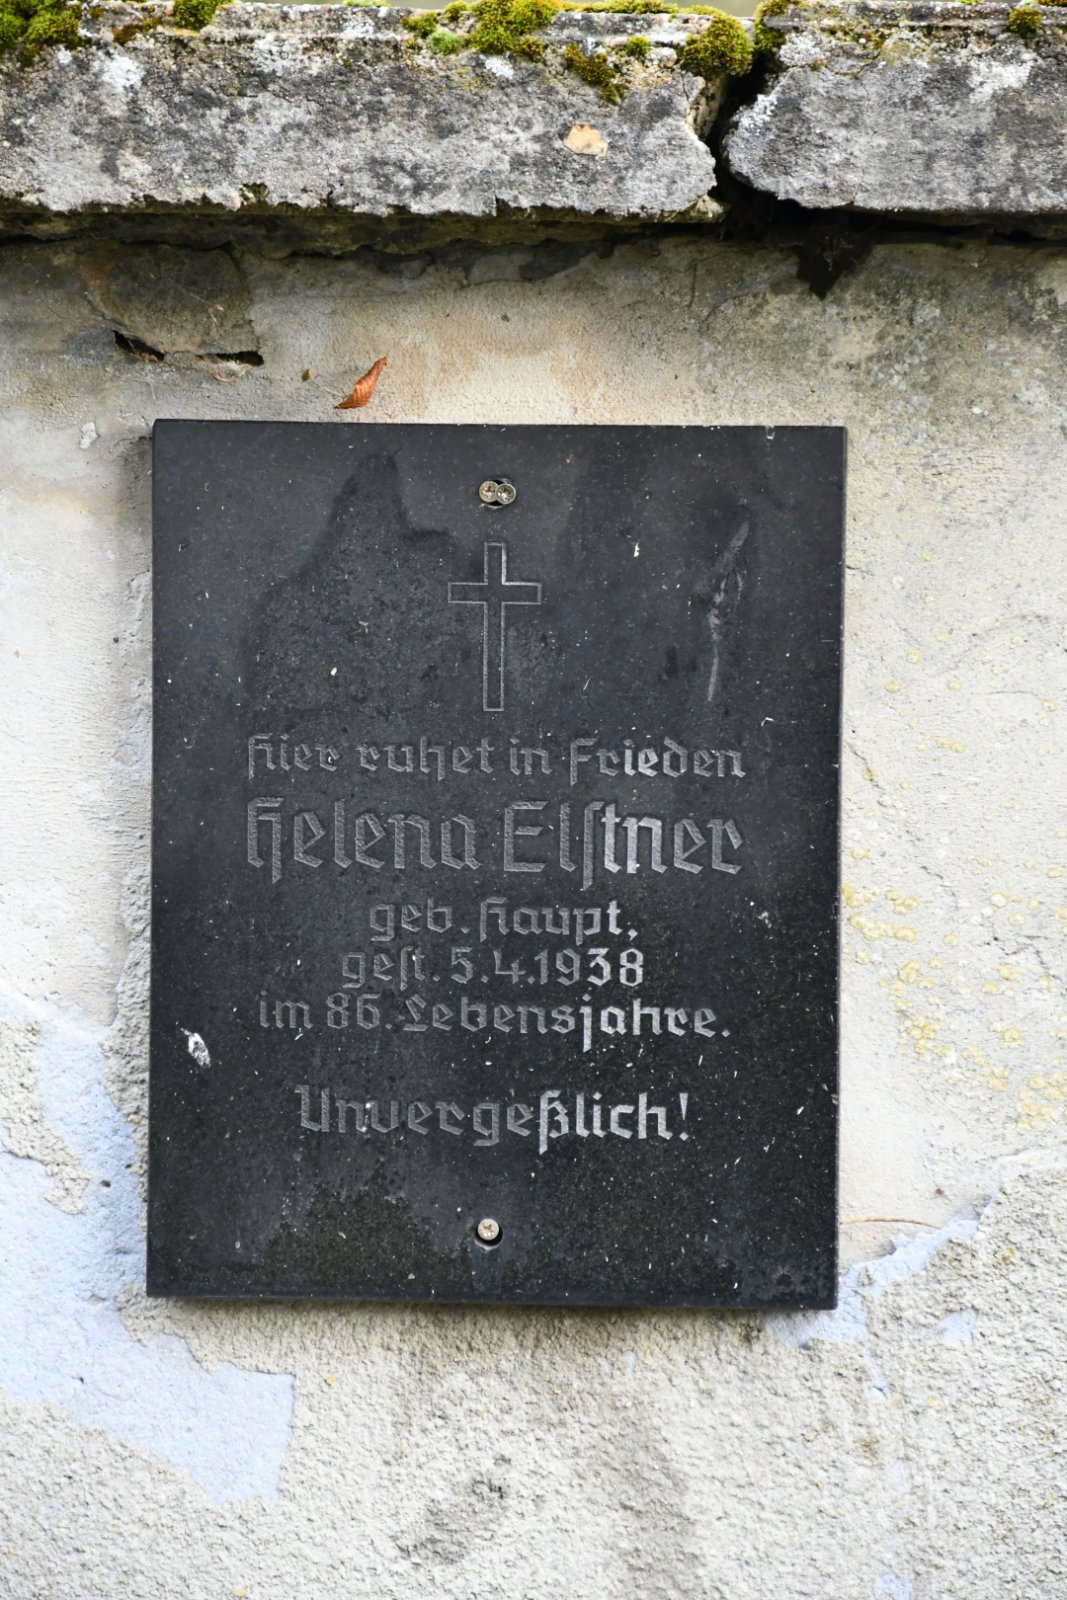 Hier ruhet in Frieden
Helena Elſtner
geb. Haupt,
geſt. 5.4.1938
im 86. Lebensjahre.
Unvergeßlich!